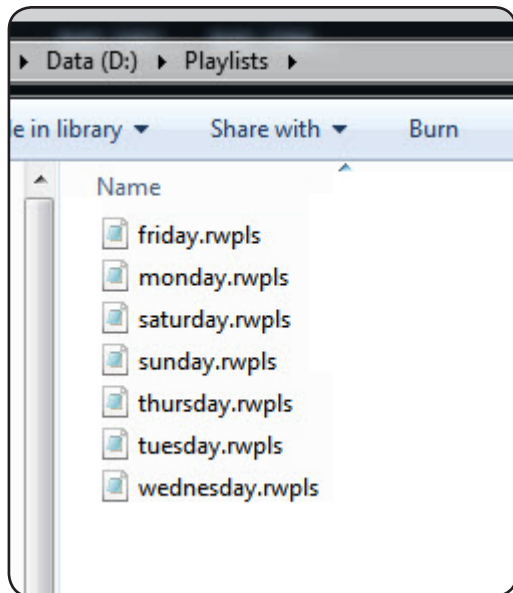 Data (D:) Playlists
e in library Share with Burn
Name
friday.rwpls
monday.rwpls
saturday.rwpls
sunday.rwpls
thursday.rwpls
tuesday.rwpls
wednesday.rwpls